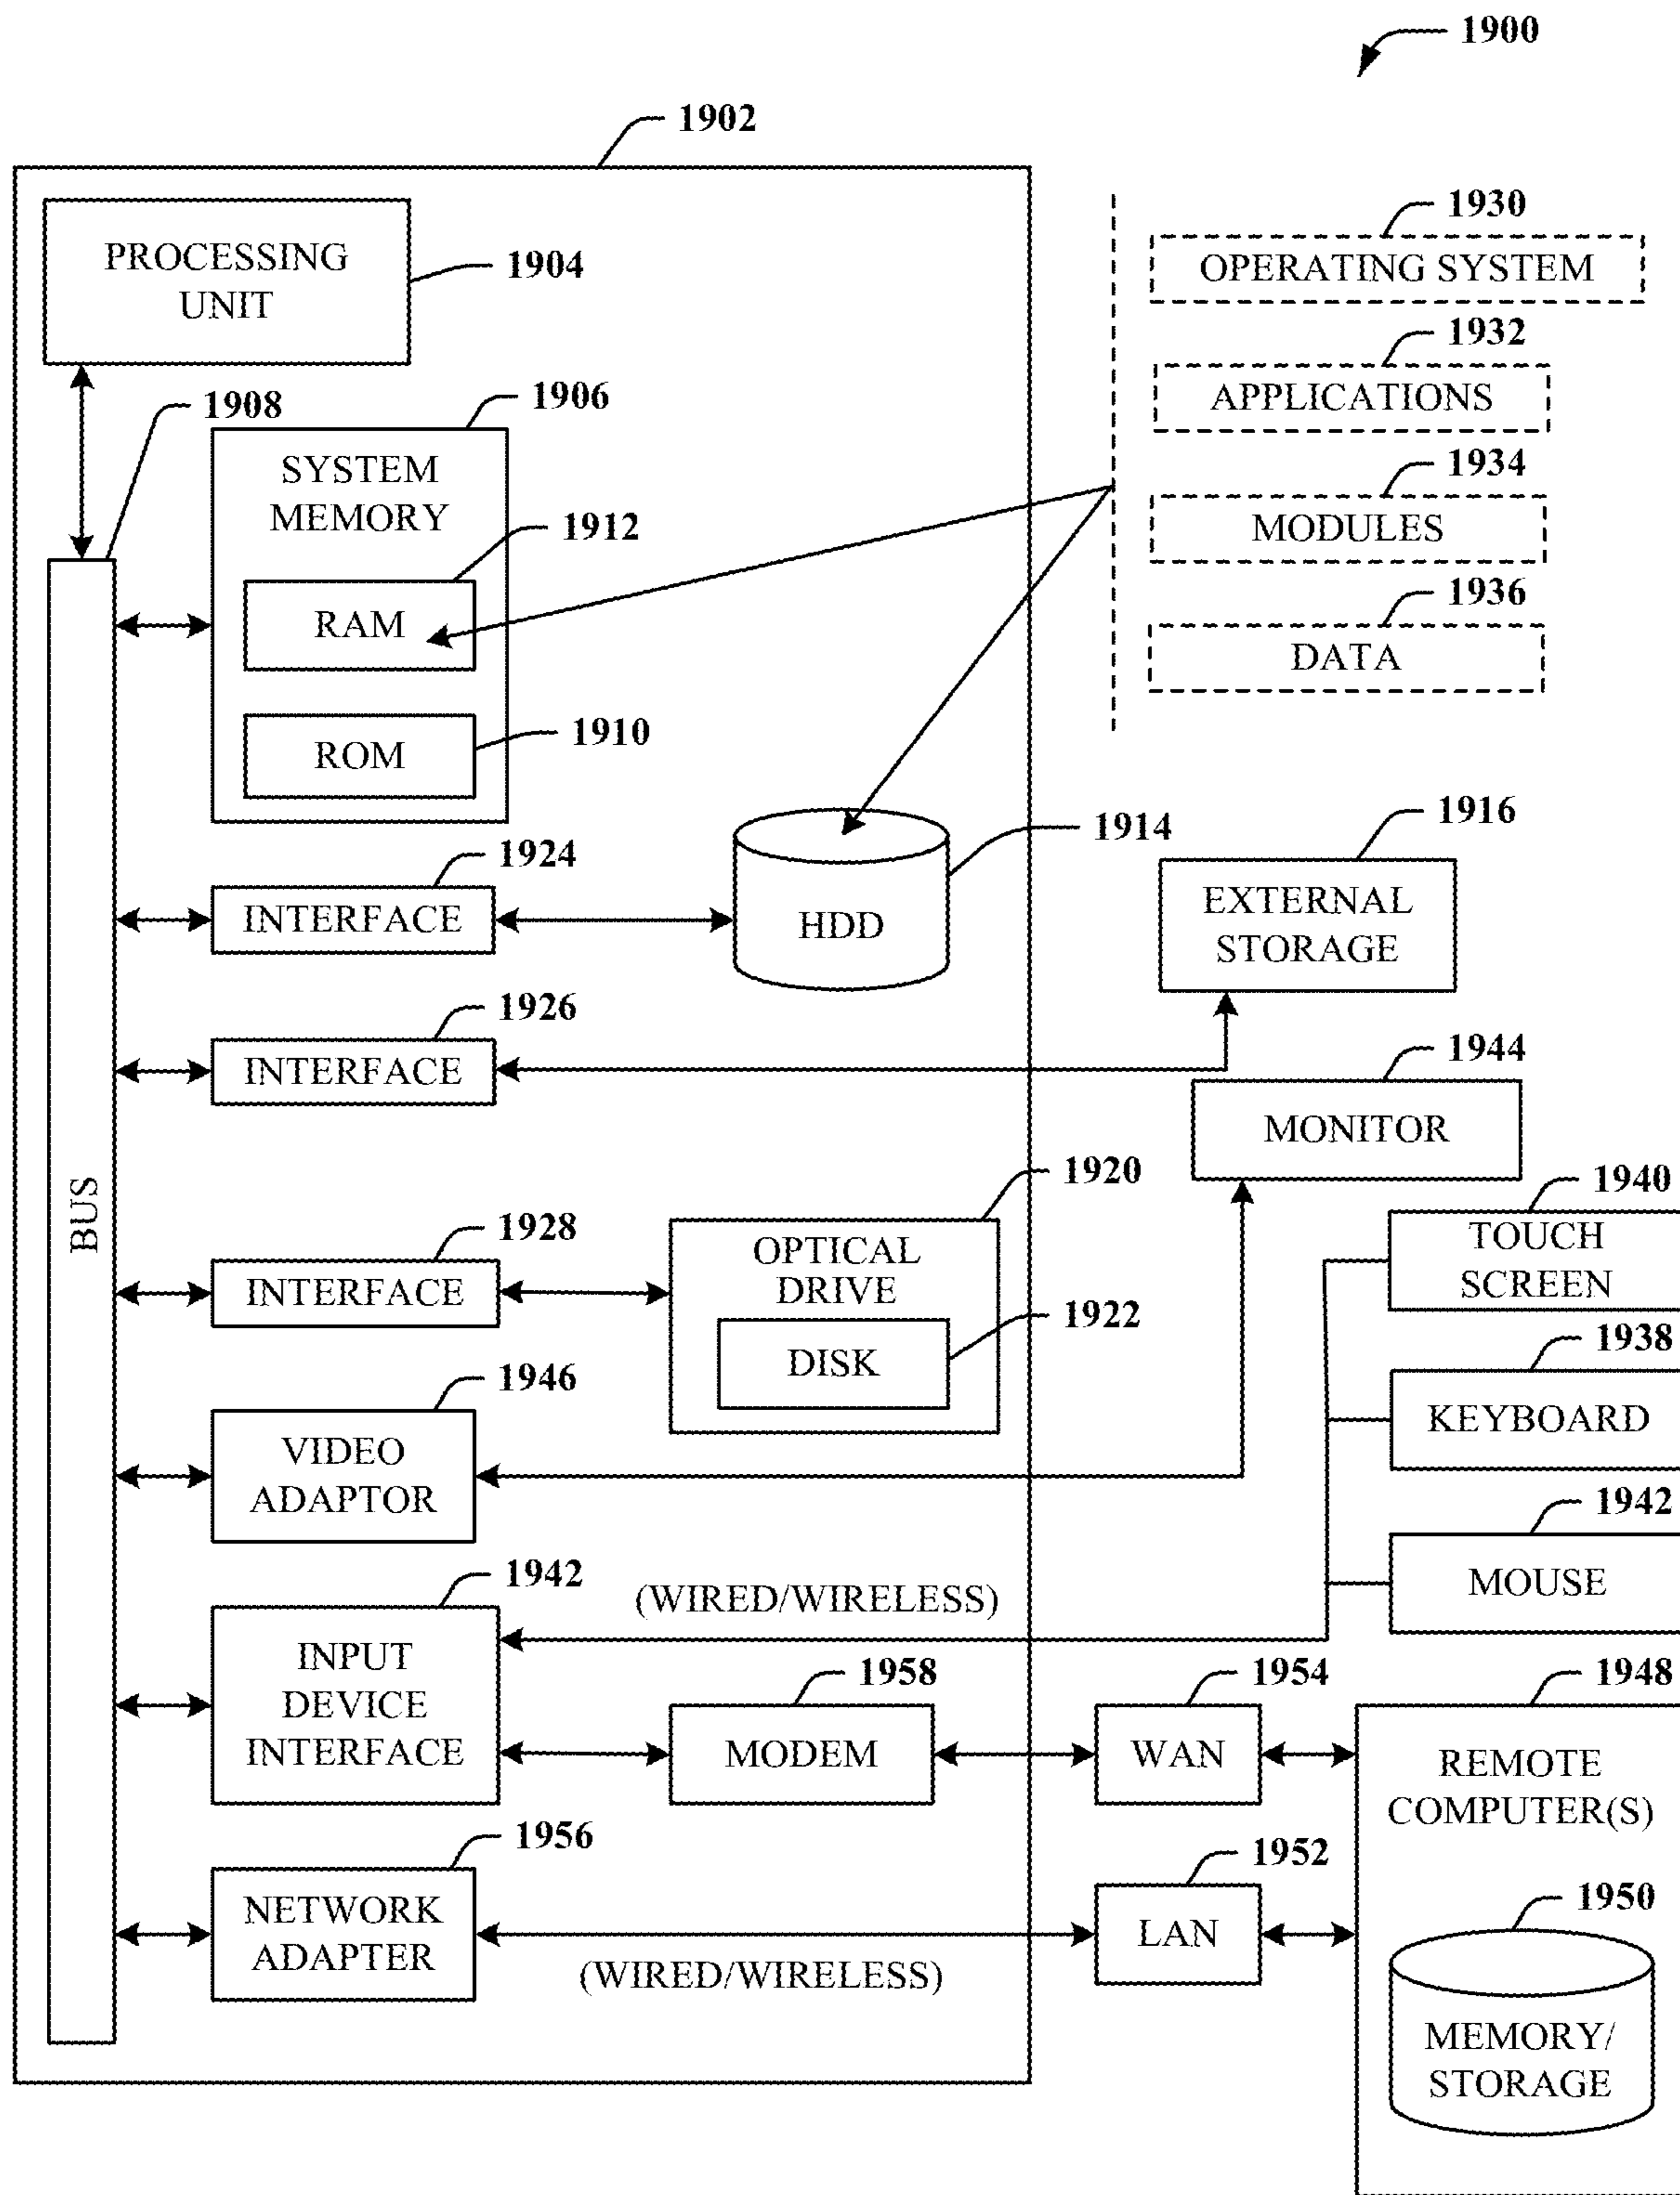 1900
1902
PROCESSING
UNIT
1904
1930
OPERATING SYSTEM
1932
APPLICATIONS
1934
MODULES
1936
DATA
1908
1906
SYSTEM
MEMORY
1912
RAM
1910
ROM
1924
INTERFACE
1914
HDD
1916
EXTERNAL
STORAGE
1926
INTERFACE
1944
MONITOR
BUS
1928
INTERFACE
1920
OPTICAL
DRIVE
1922
DISK
1940
TOUCH
SCREEN
1938
KEYBOARD
1942
MOUSE
1946
VIDEO
ADAPTOR
1942
INPUT
DEVICE
INTERFACE
(WIRED/WIRELESS)
1958
MODEM
1954
WAN
1948
REMOTE
COMPUTER(S)
1956
NETWORK
ADAPTER
(WIRED/WIRELESS)
1952
LAN
1950
MEMORY/
STORAGE